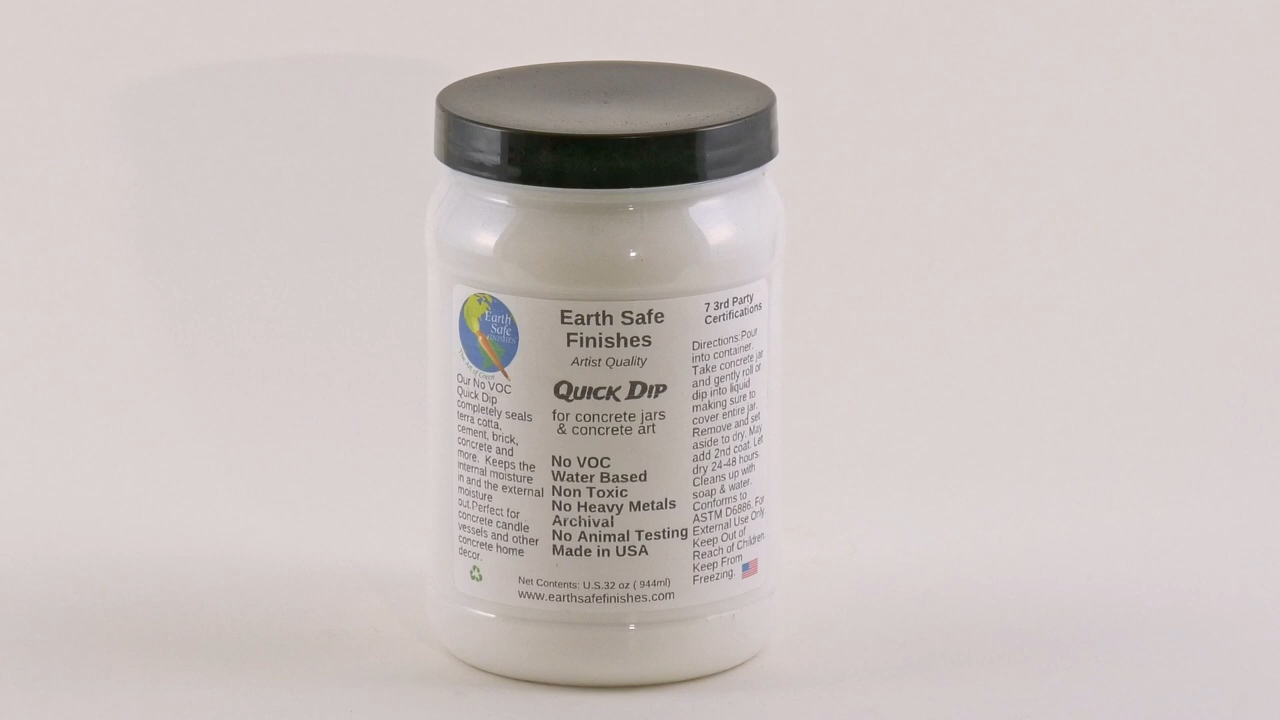 Earth
Safe
FINISHES
The Art of Green
Our No VOC
Quick Dip
completely seals
terra cotta,
cement, brick,
concrete and
more. Keeps the
internal moisture
in and the external
moisture
out.Perfect for
concrete candle
vessels and other
concrete home
decor.
Earth Safe
Finishes
Artist Quality
QUICK DIP
for concrete jars
& concrete art
No VOC
Water Based
Non Toxic
No Heavy Metals
Archival
No Animal Testing
Made in USA
Net Contents: U.S.32 oz ( 944ml)
www.earthsafefinishes.com
7 3rd Party
Certifications
Directions:Pour
into container.
Take concrete jar
and gently roll or
dip into liquid
making sure to
cover entire jar.
Remove and set
aside to dry. May
add 2nd coat. Let
dry 24-48 hours.
Cleans up with
soap & water.
Conforms to
ASTM D6886. For
External Use Only.
Keep Out of
Reach of Children.
Keep From
Freezing.